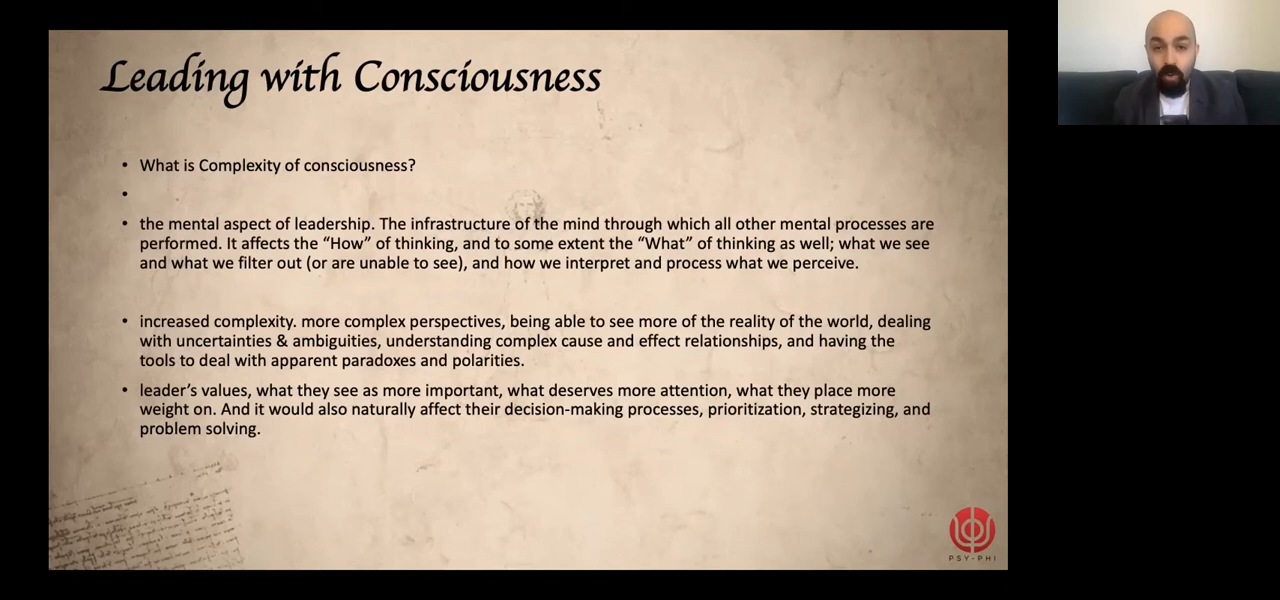 Leading with Consciousness
• What is Complexity of consciousness?
•
• the mental aspect of leadership. The infrastructure of the mind through which all other mental processes are
performed. It affects the “How” of thinking, and to some extent the “What” of thinking as well; what we see
and what we filter out (or are unable to see), and how we interpret and process what we perceive.
• increased complexity. more complex perspectives, being able to see more of the reality of the world, dealing
with uncertainties & ambiguities, understanding complex cause and effect relationships, and having the
tools to deal with apparent paradoxes and polarities.
• leader’s values, what they see as more important, what deserves more attention, what they place more
weight on. And it would also naturally affect their decision-making processes, prioritization, strategizing, and
problem solving.
PSY-PHI